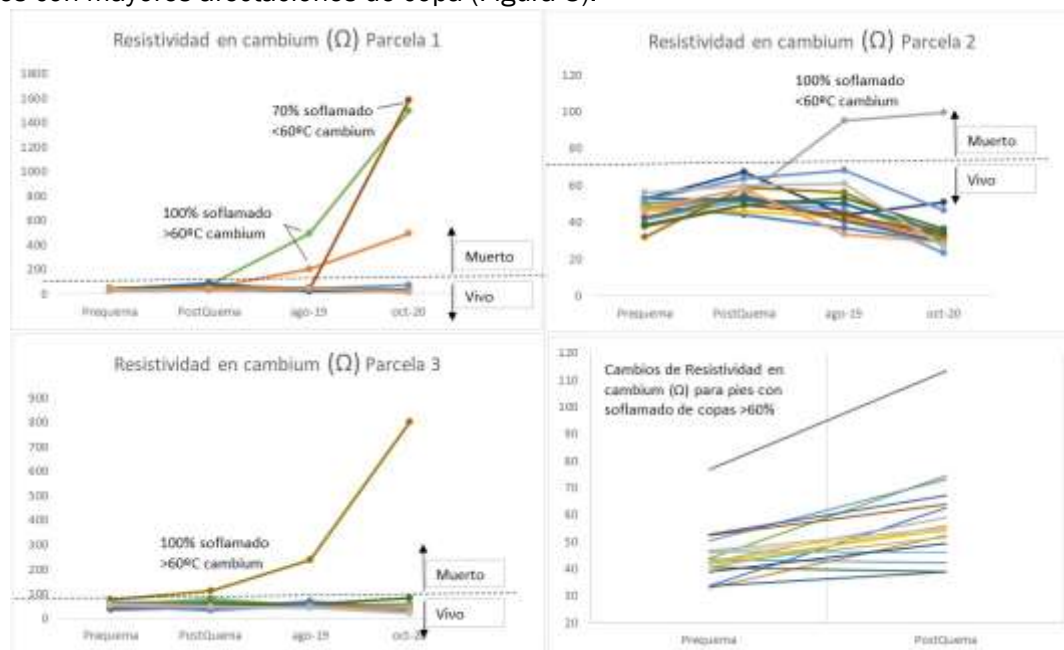 os con mayores afectaciones de copa (Figura 3).
Resistividad en cambium (Ω) Parcela 1
1800
1600
1400
1200
1000
800
600
400
200
0
70% soflamado
<60ºC cambium
100% soflamado
>60ºC cambium
Muerto
Vivo
Prequema PostQuema ago-19 oct-20
Resistividad en cambium (Ω) Parcela 2
120
100
80
60
40
20
0
100% soflamado
<60ºC cambium
Muerto
Vivo
Prequema PostQuema ago-19 oct-20
Resistividad en cambium (Ω) Parcela 3
900
800
700
600
500
400
300
200
100
0
100% soflamado
>60ºC cambium
Muerto
Vivo
Prequema PostQuema ago-19 oct-20
120
110
100
90
80
70
60
50
40
30
20
Cambios de Resistividad en
cambium (Ω) para pies con
soflamado de copas >60%
Prequema PostQuema